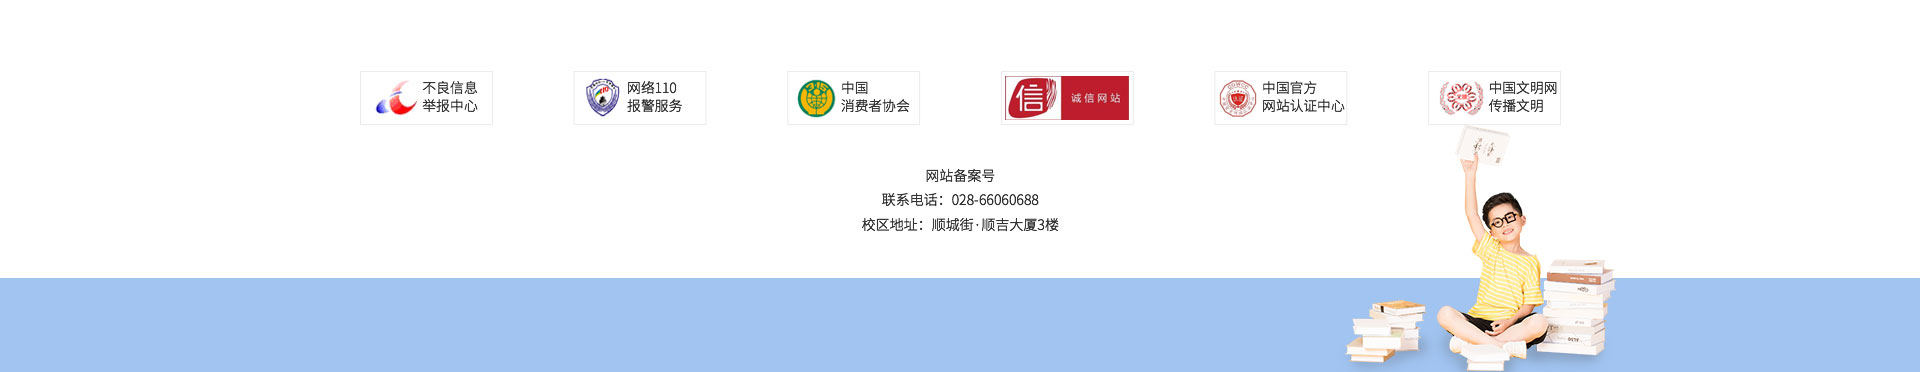 不良信息
举报中心
网络110
报警服务
中国
消费者协会
信 诚信网站
中国官方
网站认证中心
中国文明网
传播文明
网站备案号
联系电话：028-66060688
校区地址：顺城街·顺吉大厦3楼